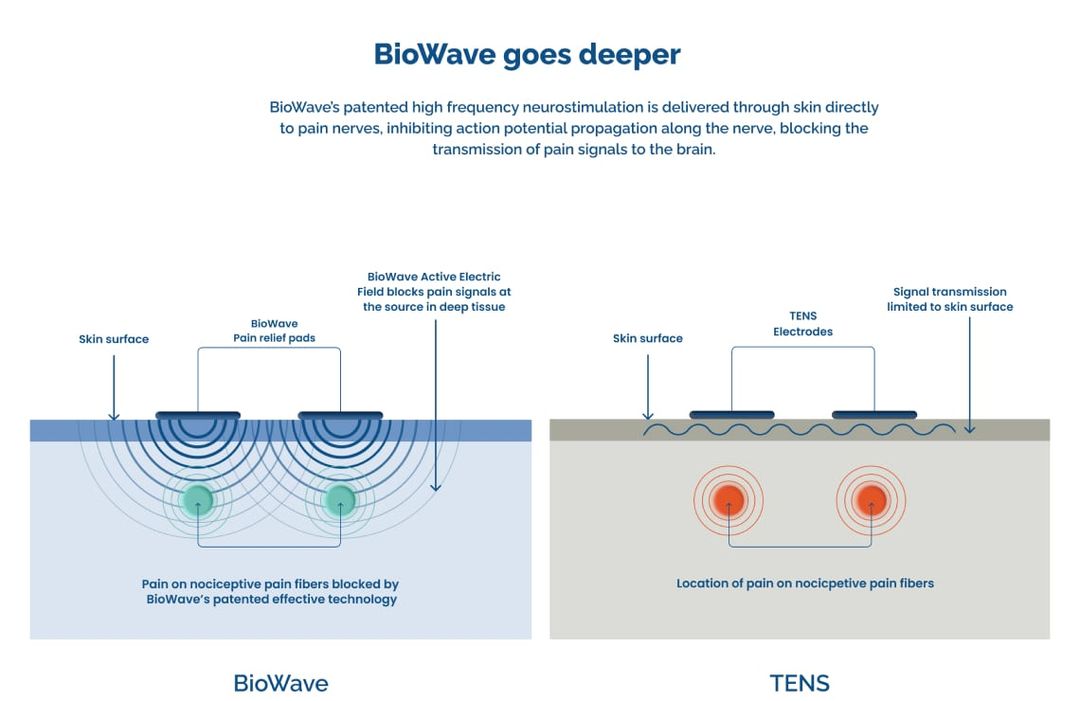 BioWave goes deeper
BioWave's patented high frequency neurostimulation is delivered through skin directly
to pain nerves, inhibiting action potential propagation along the nerve, blocking the
transmission of pain signals to the brain.
BioWave Active Electric
Field blocks pain signals at
the source in deep tissue
BioWave
Pain relief pads
Skin surface
Pain on nociceptive pain fibers blocked by
BioWave's patented effective technology
BioWave
Signal transmission
limited to skin surface
TENS
Electrodes
Skin surface
Location of pain on nocicpetive pain fibers
TENS